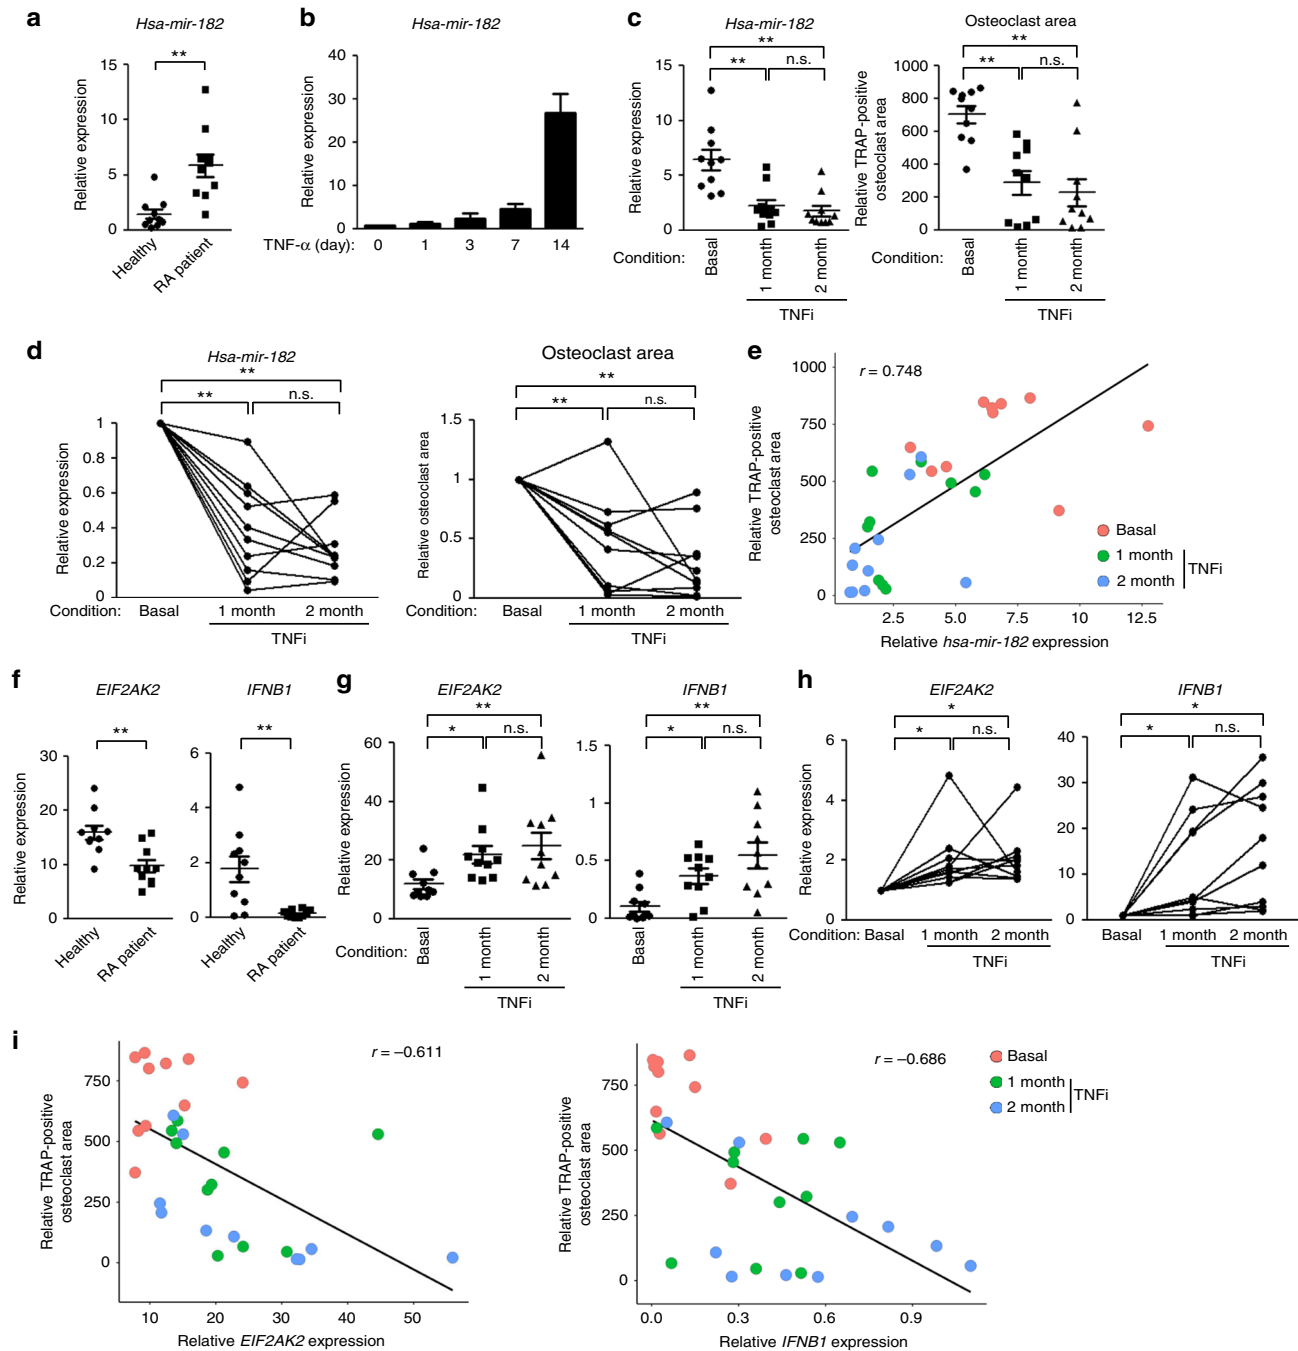 a
Hsa-mir-182
**
Relative expression
15
10
5
0
Healthy
RA patient
b
Hsa-mir-182
Relative expression
40
30
20
10
0
TNF-α (day): 0 1 3 7 14
c
Hsa-mir-182
**
** n.s.
Relative expression
15
10
5
0
Condition:
Basal
1 month
2 month
TNFi
Osteoclast area
**
** n.s.
Relative TRAP-positive
osteoclast area
1000
800
600
400
200
0
Basal
1 month
2 month
TNFi
d
Hsa-mir-182
**
** n.s.
Relative expression
1
0.8
0.6
0.4
0.2
0
Condition: Basal 1 month 2 month
TNFi
Osteoclast area
**
** n.s.
Relative osteoclast area
1.5
1
0.5
0
Basal 1 month 2 month
TNFi
e
r = 0.748
Relative TRAP-positive
osteoclast area
1000
750
500
250
0
Basal
1 month
2 month
TNFi
2.5 5.0 7.5 10 12.5
Relative hsa-mir-182 expression
f
EIF2AK2
**
Relative expression
30
20
10
0
Healthy
RA patient
IFNB1
**
6
4
2
0
Healthy
RA patient
g
EIF2AK2
**
* n.s.
Relative expression
60
40
20
0
Condition:
Basal
1 month
2 month
TNFi
IFNB1
**
* n.s.
1.5
1
0.5
0
Basal
1 month
2 month
TNFi
h
EIF2AK2
*
* n.s.
Relative expression
6
4
2
0
Condition: Basal 1 month 2 month
TNFi
IFNB1
*
* n.s.
40
30
20
10
0
Basal 1 month 2 month
TNFi
i
r = −0.611
Relative TRAP-positive
osteoclast area
750
500
250
0
10 20 30 40 50
Relative EIF2AK2 expression
r = −0.686
Relative TRAP-positive
osteoclast area
750
500
250
0
0.0 0.3 0.6 0.9
Relative IFNB1 expression
Basal
1 month
2 month
TNFi